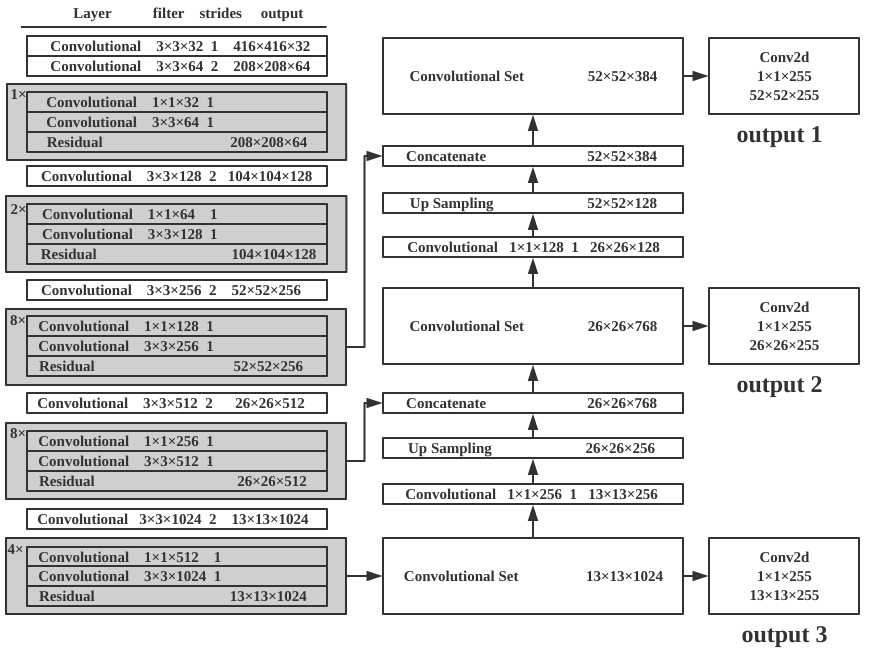 Layer filter strides output
Convolutional 3×3×32 1 416×416×32
Convolutional 3×3×64 2 208×208×64
1×
Convolutional 1×1×32 1
Convolutional 3×3×64 1
Residual 208×208×64
Convolutional 3×3×128 2 104×104×128
2×
Convolutional 1×1×64 1
Convolutional 3×3×128 1
Residual 104×104×128
Convolutional 3×3×256 2 52×52×256
8×
Convolutional 1×1×128 1
Convolutional 3×3×256 1
Residual 52×52×256
Convolutional 3×3×512 2 26×26×512
8×
Convolutional 1×1×256 1
Convolutional 3×3×512 1
Residual 26×26×512
Convolutional 3×3×1024 2 13×13×1024
4×
Convolutional 1×1×512 1
Convolutional 3×3×1024 1
Residual 13×13×1024
Convolutional Set 52×52×384
Concatenate 52×52×384
Up Sampling 52×52×128
Convolutional 1×1×128 1 26×26×128
Convolutional Set 26×26×768
Concatenate 26×26×768
Up Sampling 26×26×256
Convolutional 1×1×256 1 13×13×256
Convolutional Set 13×13×1024
Conv2d
1×1×255
52×52×255
output 1
Conv2d
1×1×255
26×26×255
output 2
Conv2d
1×1×255
13×13×255
output 3